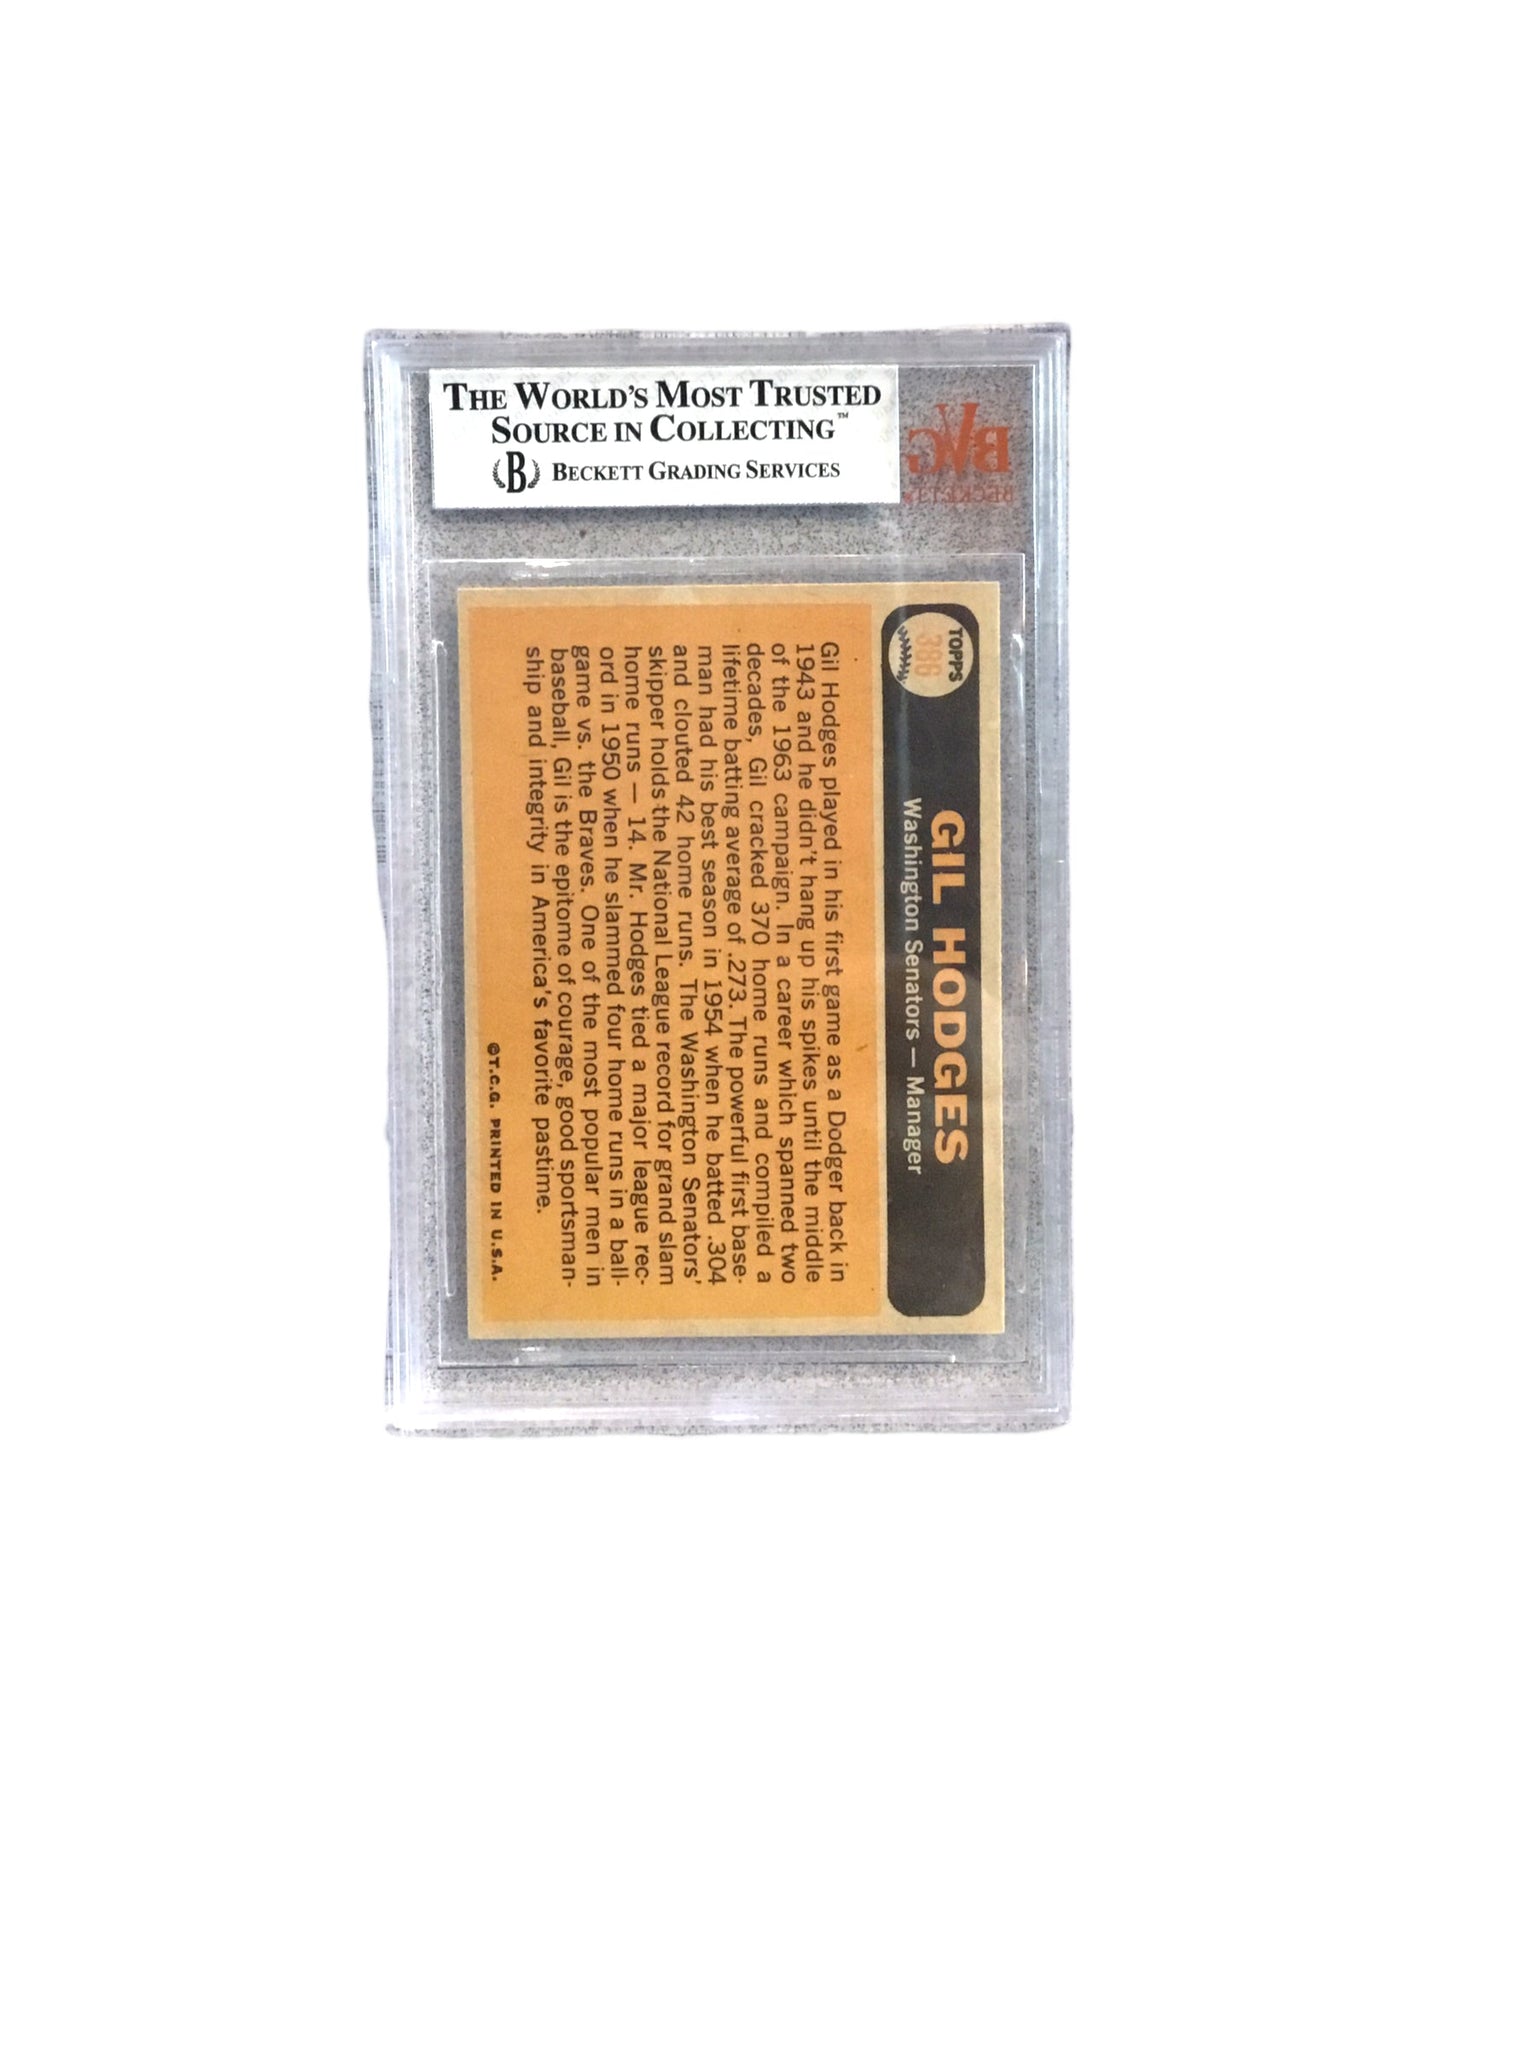 THE WORLD'S MOST TRUSTED
SOURCE IN COLLECTING™
B BECKETT GRADING SERVICES
BVG
BECKETT
TOPPS
386
GIL HODGES
Washington Senators — Manager
Gil Hodges played in his first game as a Dodger back in
1943 and he didn't hang up his spikes until the middle
of the 1963 campaign. In a career which spanned two
decades, Gil cracked 370 home runs and compiled a
lifetime batting average of .273. The powerful first base-
man had his best season in 1954 when he batted .304
and clouted 42 home runs. The Washington Senators'
skipper holds the National League record for grand slam
home runs — 14. Mr. Hodges tied a major league rec-
ord in 1950 when he slammed four home runs in a ball-
game vs. the Braves. One of the most popular men in
baseball, Gil is the epitome of courage, good sportsman-
ship and integrity in America's favorite pastime.
©T.C.G. PRINTED IN U.S.A.